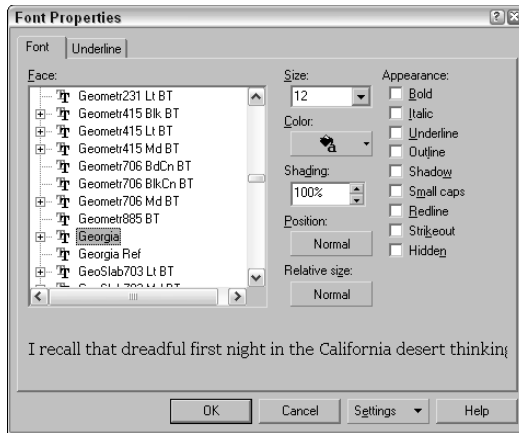 Font Properties
Font
Underline
Face:
Geometr231 Lt BT
Geometr415 Blk BT
Geometr415 Lt BT
Geometr415 Md BT
Geometr706 BdCn BT
Geometr706 BlkCn BT
Geometr706 Md BT
Geometr885 BT
Georgia
Georgia Ref
GeoSlab703 Lt BT
Size:
12
Color:
a
Shading:
100%
Position:
Normal
Relative size:
Normal
Appearance:
Bold
Italic
Underline
Outline
Shadow
Small caps
Redline
Strikeout
Hidden
I recall that dreadful first night in the California desert thinking
OK
Cancel
Settings
Help